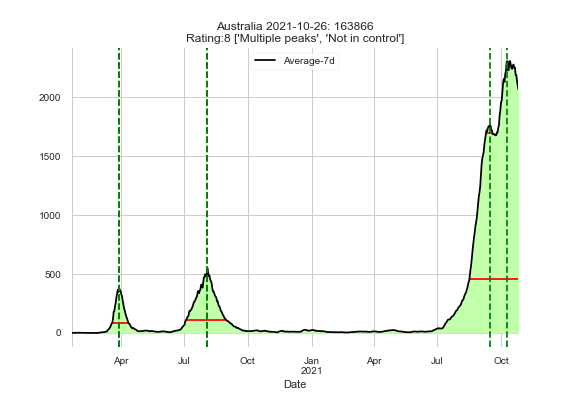 Australia 2021-10-26: 163866
Rating:8 ['Multiple peaks', 'Not in control']
Average-7d
2000
1500
1000
500
0
Apr Jul Oct Jan Apr Jul Oct
2021
Date